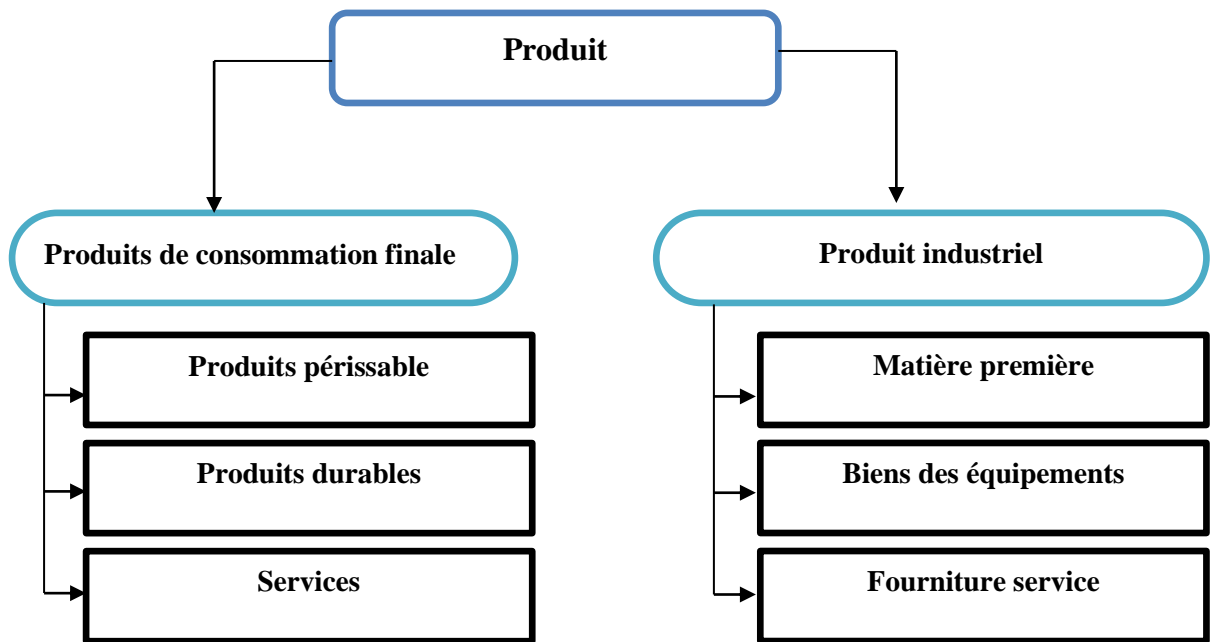 Produit
Produits de consommation finale
Produits périssable
Produits durables
Services
Produit industriel
Matière première
Biens des équipements
Fourniture service